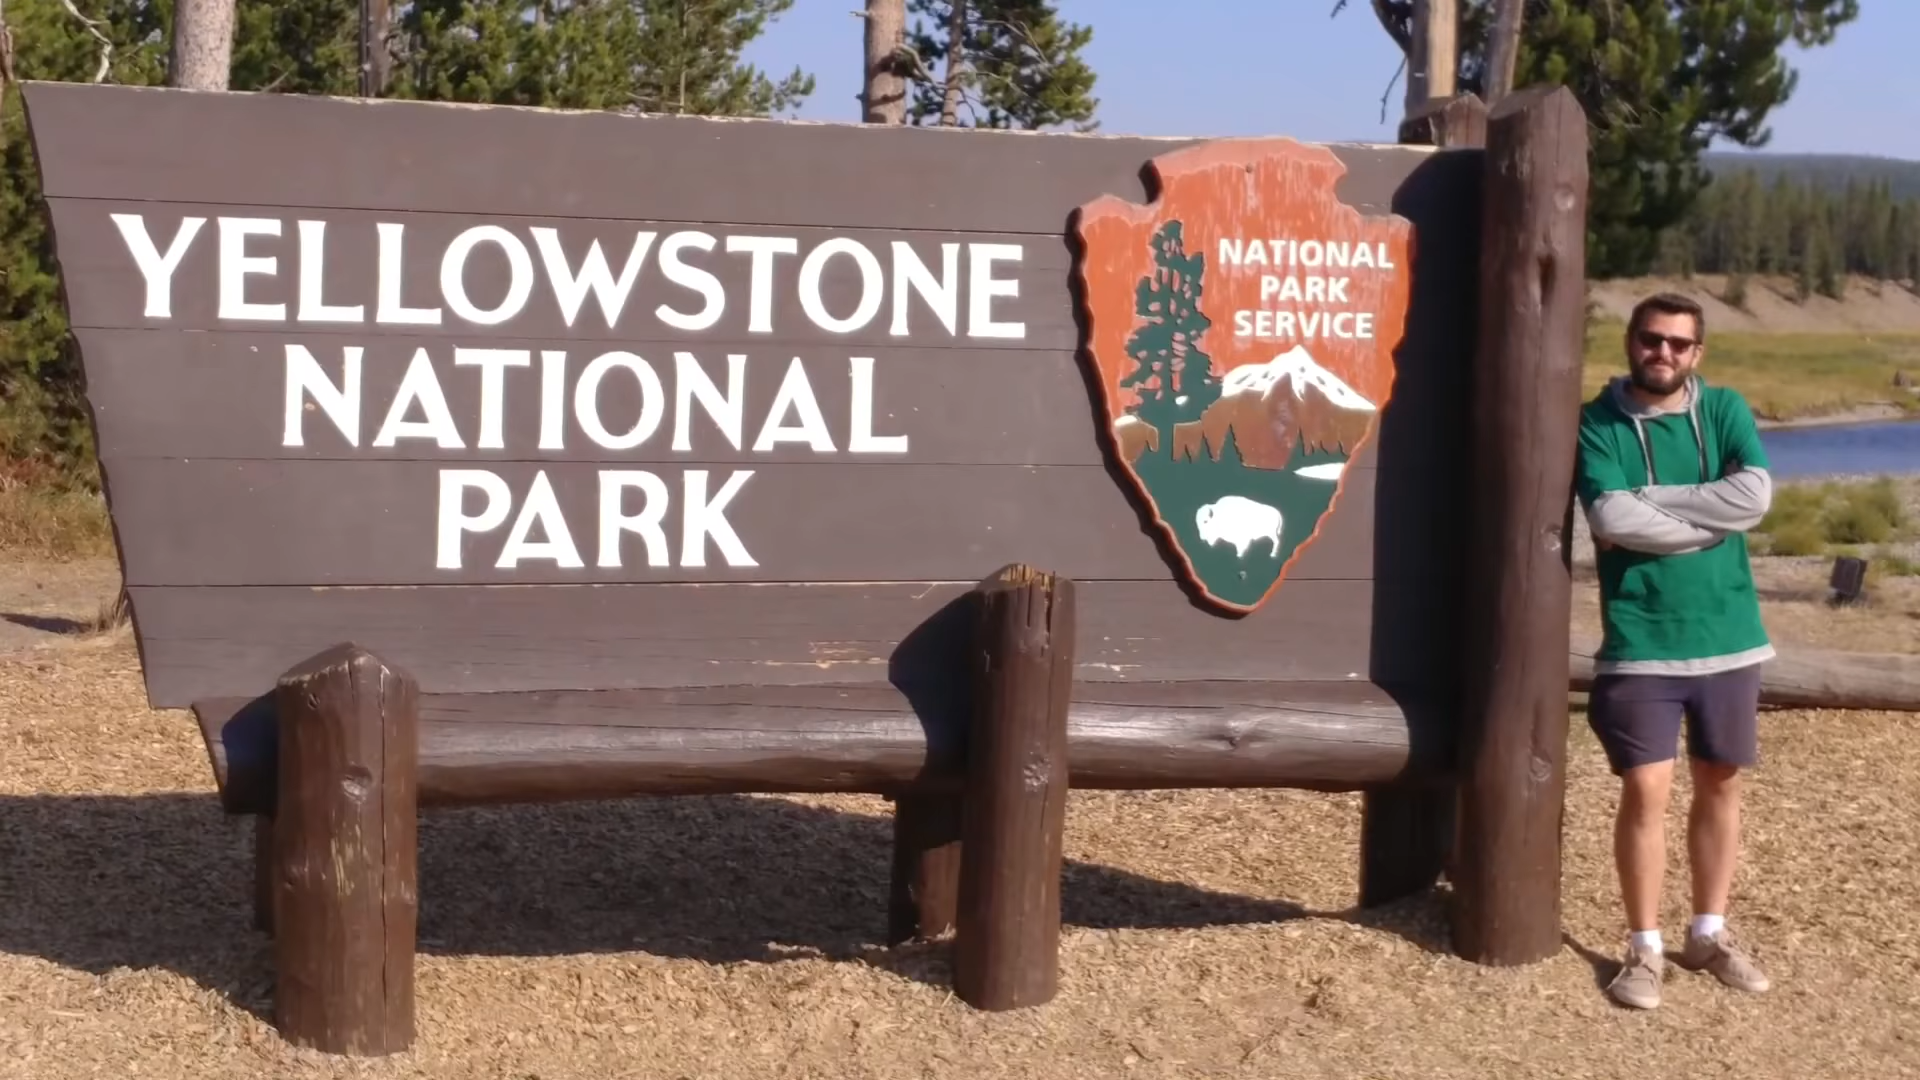 YELLOWSTONE
NATIONAL
PARK
NATIONAL
PARK
SERVICE